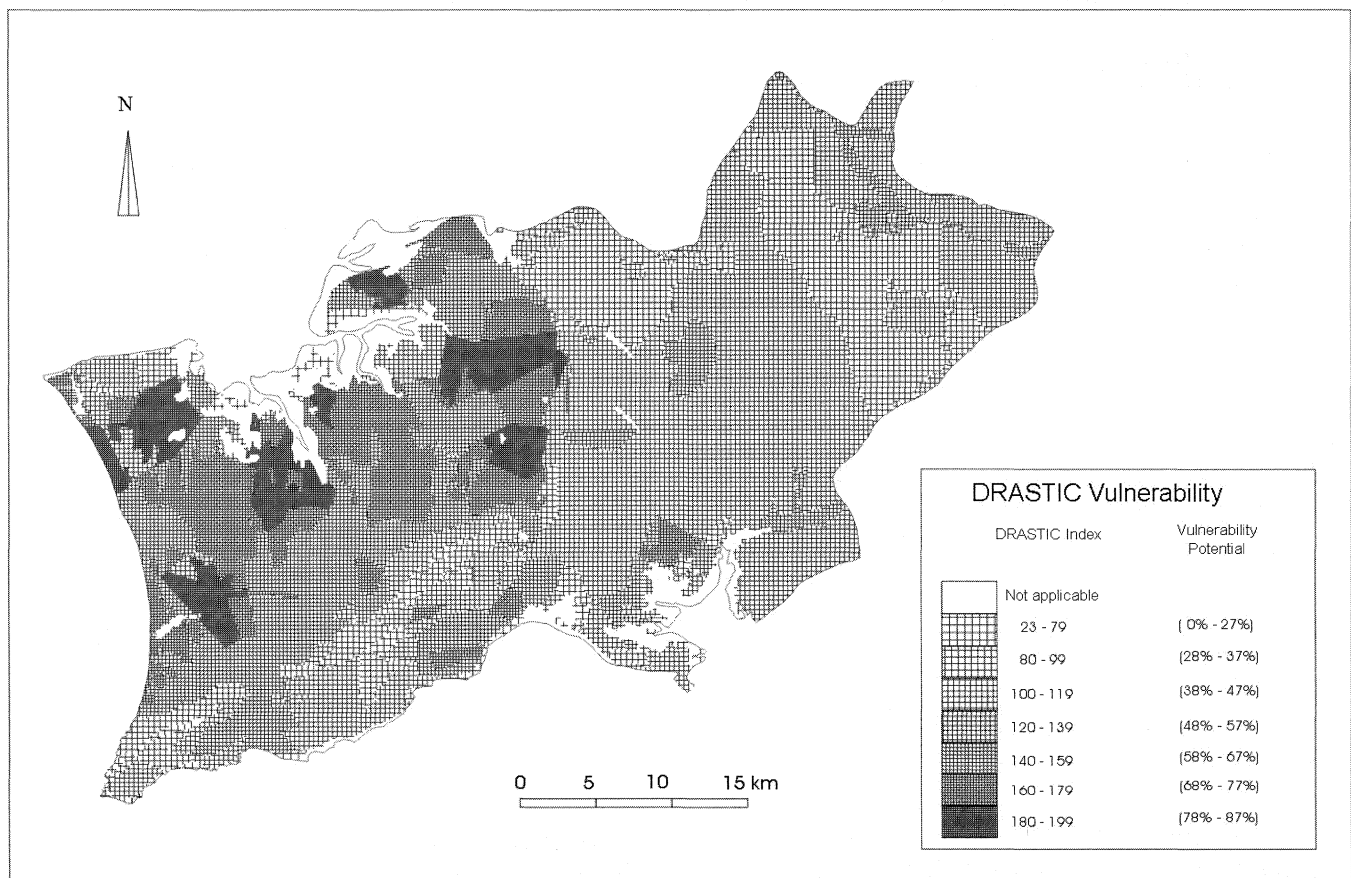 N
0 5 10 15 km
DRASTIC Vulnerability
DRASTIC Index Vulnerability Potential
Not applicable
23 - 79 ( 0% - 27%)
80 - 99 (28% - 37%)
100 - 119 (38% - 47%)
120 - 139 (48% - 57%)
140 - 159 (58% - 67%)
160 - 179 (68% - 77%)
180 - 199 (78% - 87%)